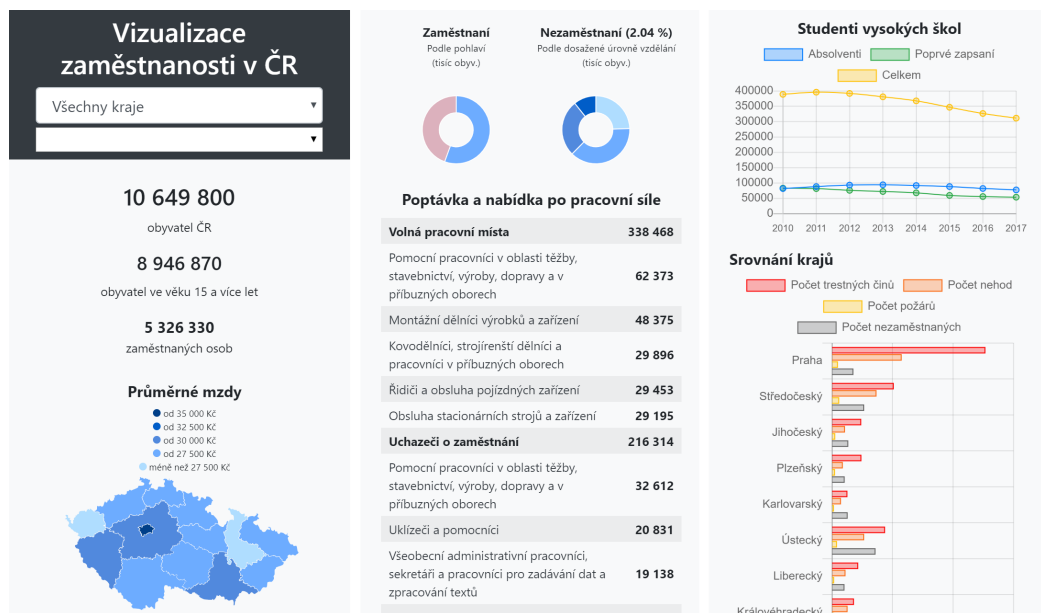 Vizualizace
zaměstnanosti v ČR
Všechny kraje
10 649 800
obyvatel ČR
8 946 870
obyvatel ve věku 15 a více let
5 326 330
zaměstnaných osob
Průměrné mzdy
od 35 000 Kč
od 32 500 Kč
od 30 000 Kč
od 27 500 Kč
méně než 27 500 Kč
Zaměstnaní
Podle pohlaví
(tisíc obyv.)
Nezaměstnaní (2.04 %)
Podle dosažené úrovně vzdělání
(tisíc obyv.)
Poptávka a nabídka po pracovní síle
Volná pracovní místa 338 468
Pomocní pracovníci v oblasti těžby,
stavebnictví, výroby, dopravy a v 62 373
příbuzných oborech
Montážní dělníci výrobků a zařízení 48 375
Kovodělníci, strojírenští dělníci a
pracovníci v příbuzných oborech 29 896
Řidiči a obsluha pojízdných zařízení 29 453
Obsluha stacionárních strojů a zařízení 29 195
Uchazeči o zaměstnání 216 314
Pomocní pracovníci v oblasti těžby,
stavebnictví, výroby, dopravy a v 32 612
příbuzných oborech
Uklízeči a pomocníci 20 831
Všeobecní administrativní pracovníci,
sekretáři a pracovníci pro zadávání dat a 19 138
zpracování textů
Studenti vysokých škol
Absolventi Poprvé zapsaní
Celkem
400000
350000
300000
250000
200000
150000
100000
50000
0
2010 2011 2012 2013 2014 2015 2016 2017
Srovnání krajů
Počet trestných činů Počet nehod
Počet požárů
Počet nezaměstnaných
Praha
Středočeský
Jihočeský
Plzeňský
Karlovarský
Ústecký
Liberecký
Královéhradecký